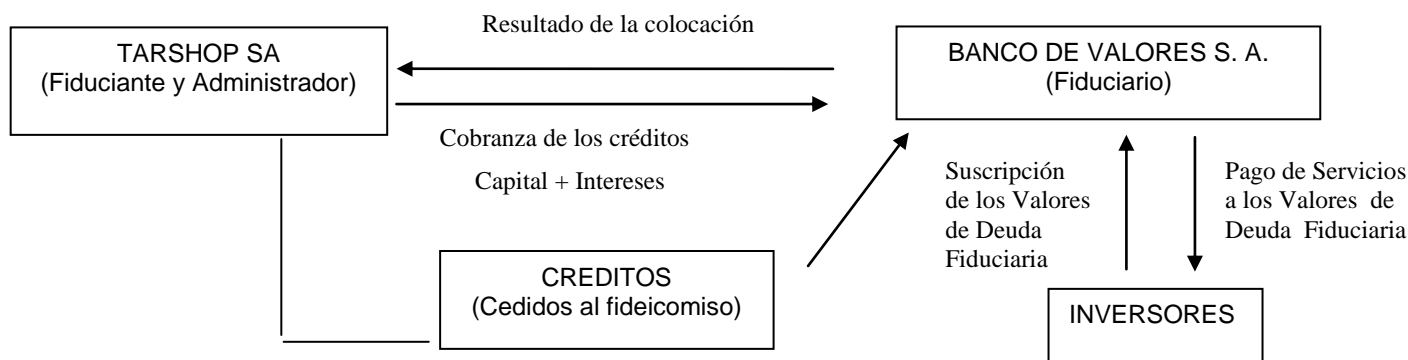 Resultado de la colocación
TARSHOP SA
(Fiduciante y Administrador)
BANCO DE VALORES S. A.
(Fiduciario)
Cobranza de los créditos
Capital + Intereses
Suscripción
de los Valores
de Deuda
Fiduciaria
Pago de Servicios
a los Valores de
Deuda Fiduciaria
CREDITOS
(Cedidos al fideicomiso)
INVERSORES